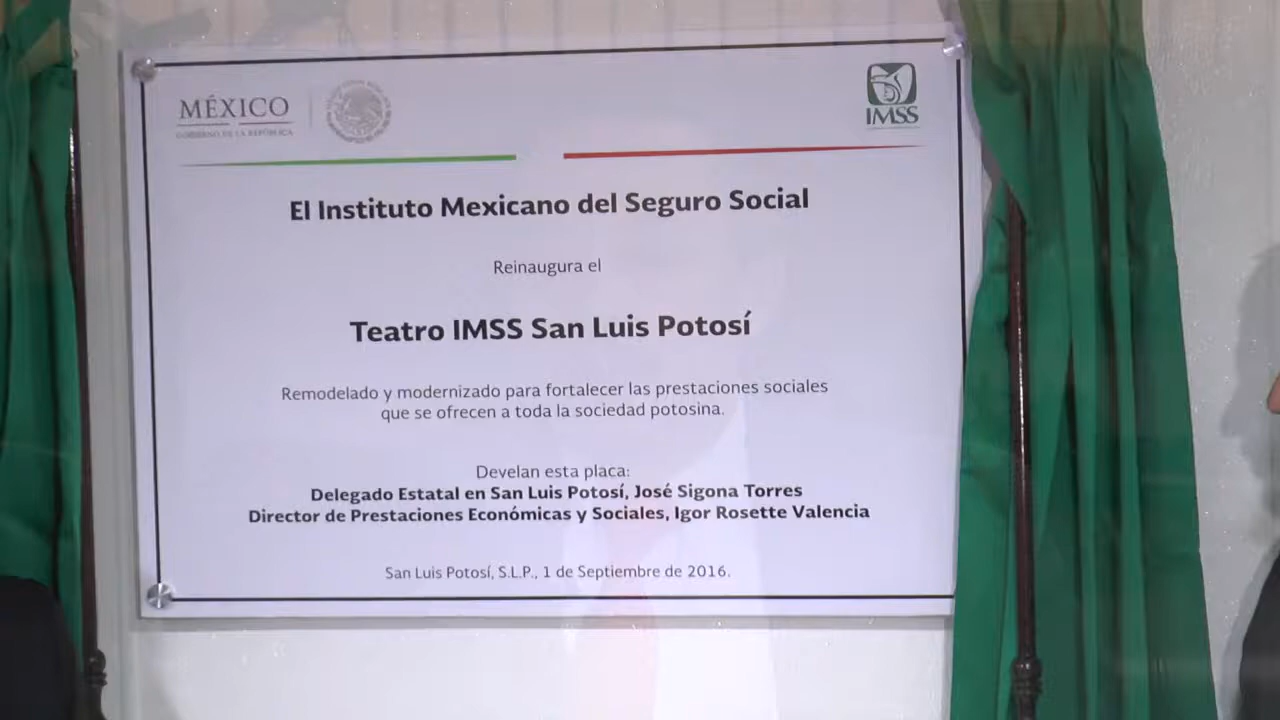 MÉXICO
GOBIERNO DE LA REPÚBLICA
IMSS
El Instituto Mexicano del Seguro Social
Reinaugura el
Teatro IMSS San Luis Potosí
Remodelado y modernizado para fortalecer las prestaciones sociales
que se ofrecen a toda la sociedad potosina.
Develan esta placa:
Delegado Estatal en San Luis Potosí, José Sigona Torres
Director de Prestaciones Económicas y Sociales, Igor Rosette Valencia
San Luis Potosí, S.L.P., 1 de Septiembre de 2016.